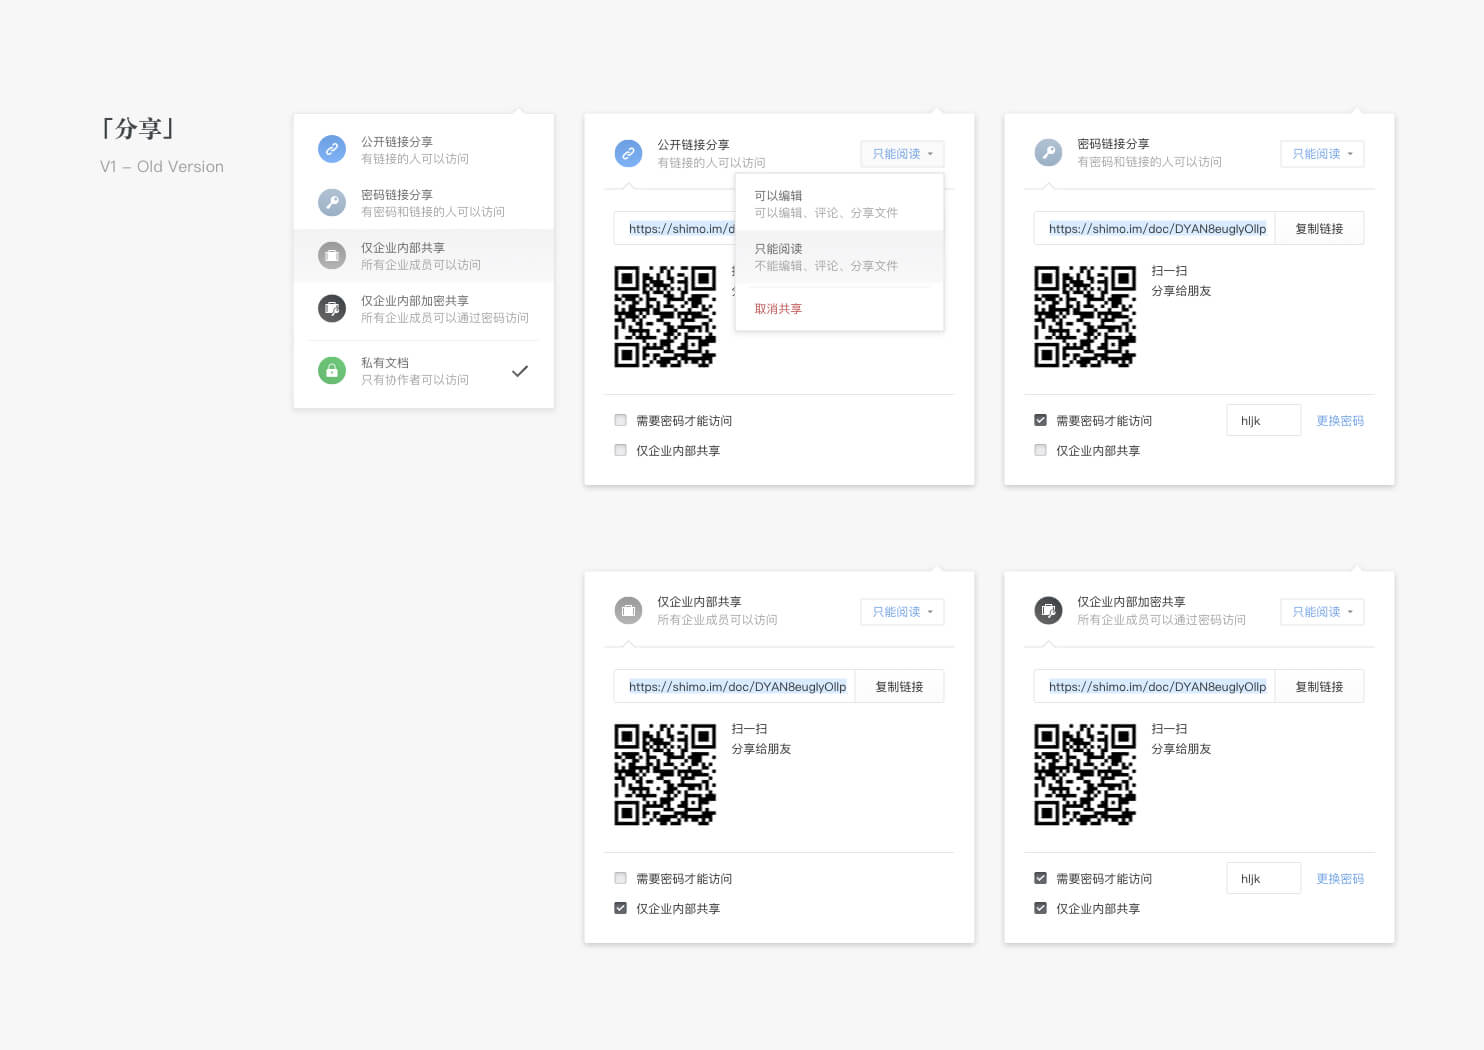 「分享」
V1 – Old Version
公开链接分享
有链接的人可以访问
密码链接分享
有密码和链接的人可以访问
仅企业内部共享
所有企业成员可以访问
仅企业内部加密共享
所有企业成员可以通过密码访问
私有文档
只有协作者可以访问
公开链接分享
有链接的人可以访问
只能阅读
可以编辑
可以编辑、评论、分享文件
只能阅读
不能编辑、评论、分享文件
取消共享
https://shimo.im/d
需要密码才能访问
仅企业内部共享
密码链接分享
有密码和链接的人可以访问
只能阅读
https://shimo.im/doc/DYAN8euglyOllp
复制链接
扫一扫
分享给朋友
需要密码才能访问
hljk
更换密码
仅企业内部共享
仅企业内部共享
所有企业成员可以访问
只能阅读
https://shimo.im/doc/DYAN8euglyOllp
复制链接
扫一扫
分享给朋友
需要密码才能访问
仅企业内部共享
仅企业内部加密共享
所有企业成员可以通过密码访问
只能阅读
https://shimo.im/doc/DYAN8euglyOllp
复制链接
扫一扫
分享给朋友
需要密码才能访问
hljk
更换密码
仅企业内部共享